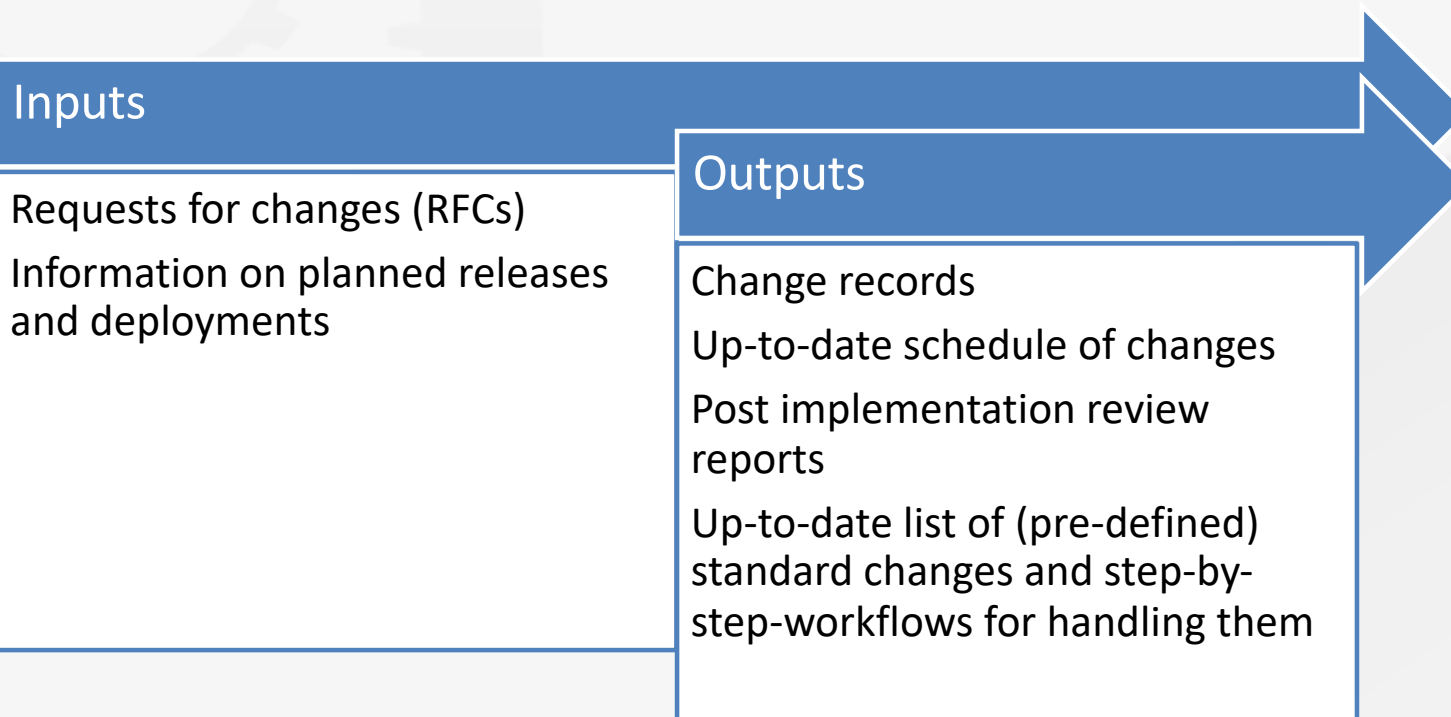 Inputs
Requests for changes (RFCs)
Information on planned releases
and deployments
Outputs
Change records
Up-to-date schedule of changes
Post implementation review
reports
Up-to-date list of (pre-defined)
standard changes and step-by-
step-workflows for handling them